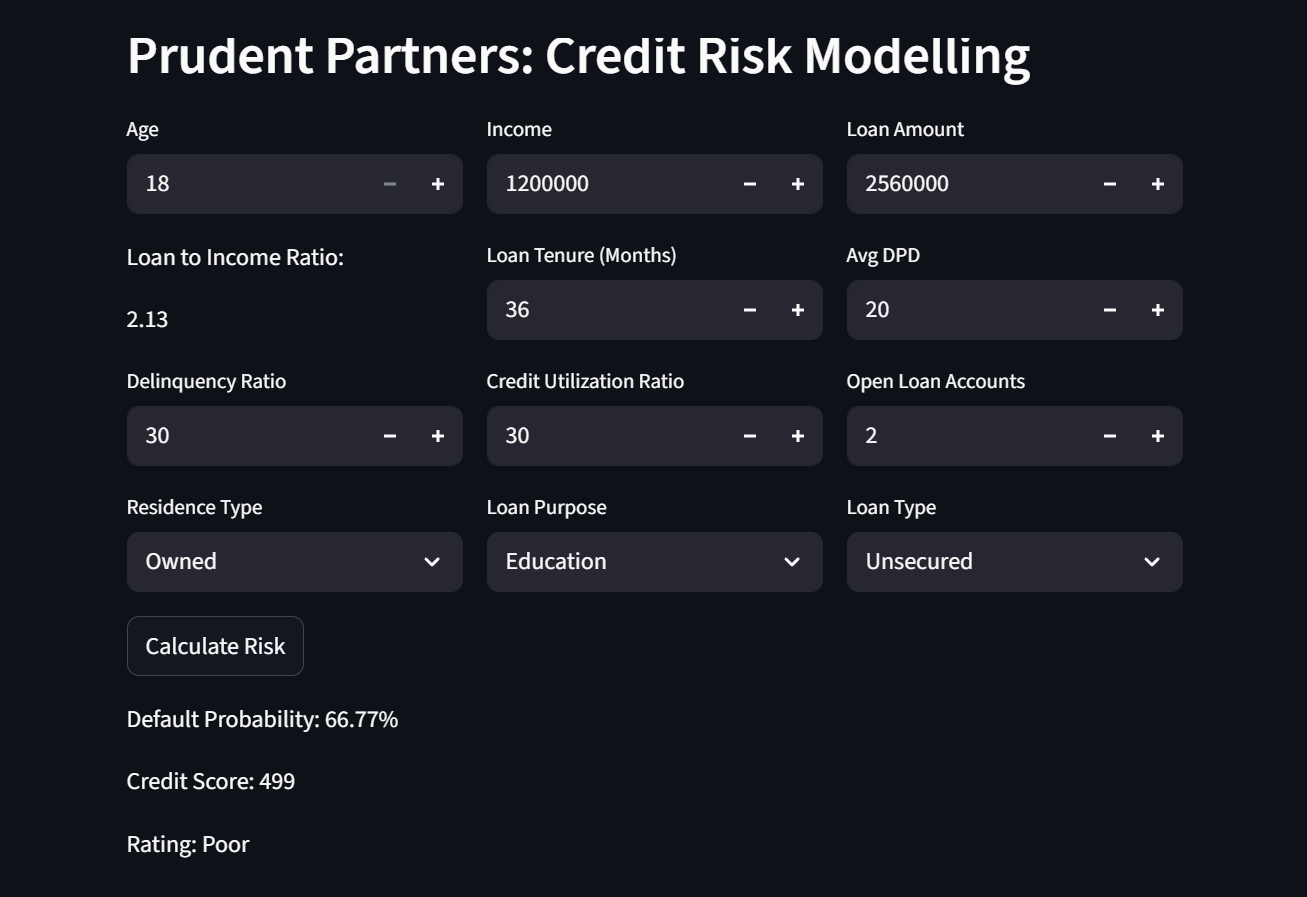 Prudent Partners: Credit Risk Modelling
Age
Income
Loan Amount
18
1200000
2560000
Loan to Income Ratio:
Loan Tenure (Months)
Avg DPD
2.13
36
20
Delinquency Ratio
Credit Utilization Ratio
Open Loan Accounts
30
30
2
Residence Type
Loan Purpose
Loan Type
Owned
Education
Unsecured
Calculate Risk
Default Probability: 66.77%
Credit Score: 499
Rating: Poor